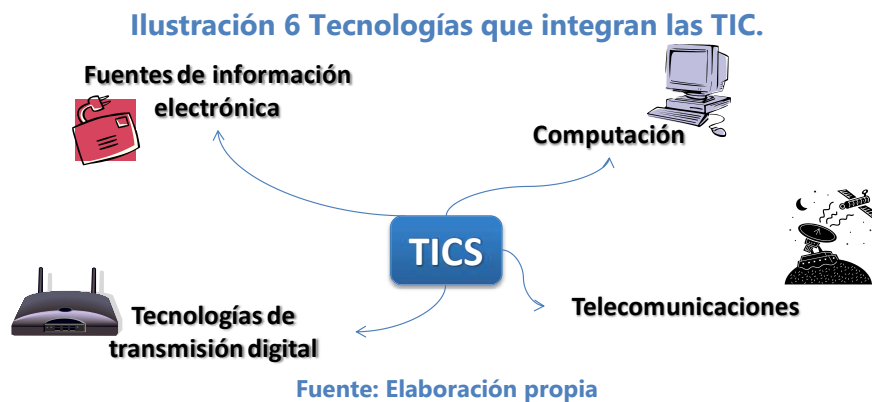 Ilustración 6 Tecnologías que integran las TIC.
Fuentes de información
electrónica
Computación
TICS
Telecomunicaciones
Tecnologías de
transmisión digital
Fuente: Elaboración propia